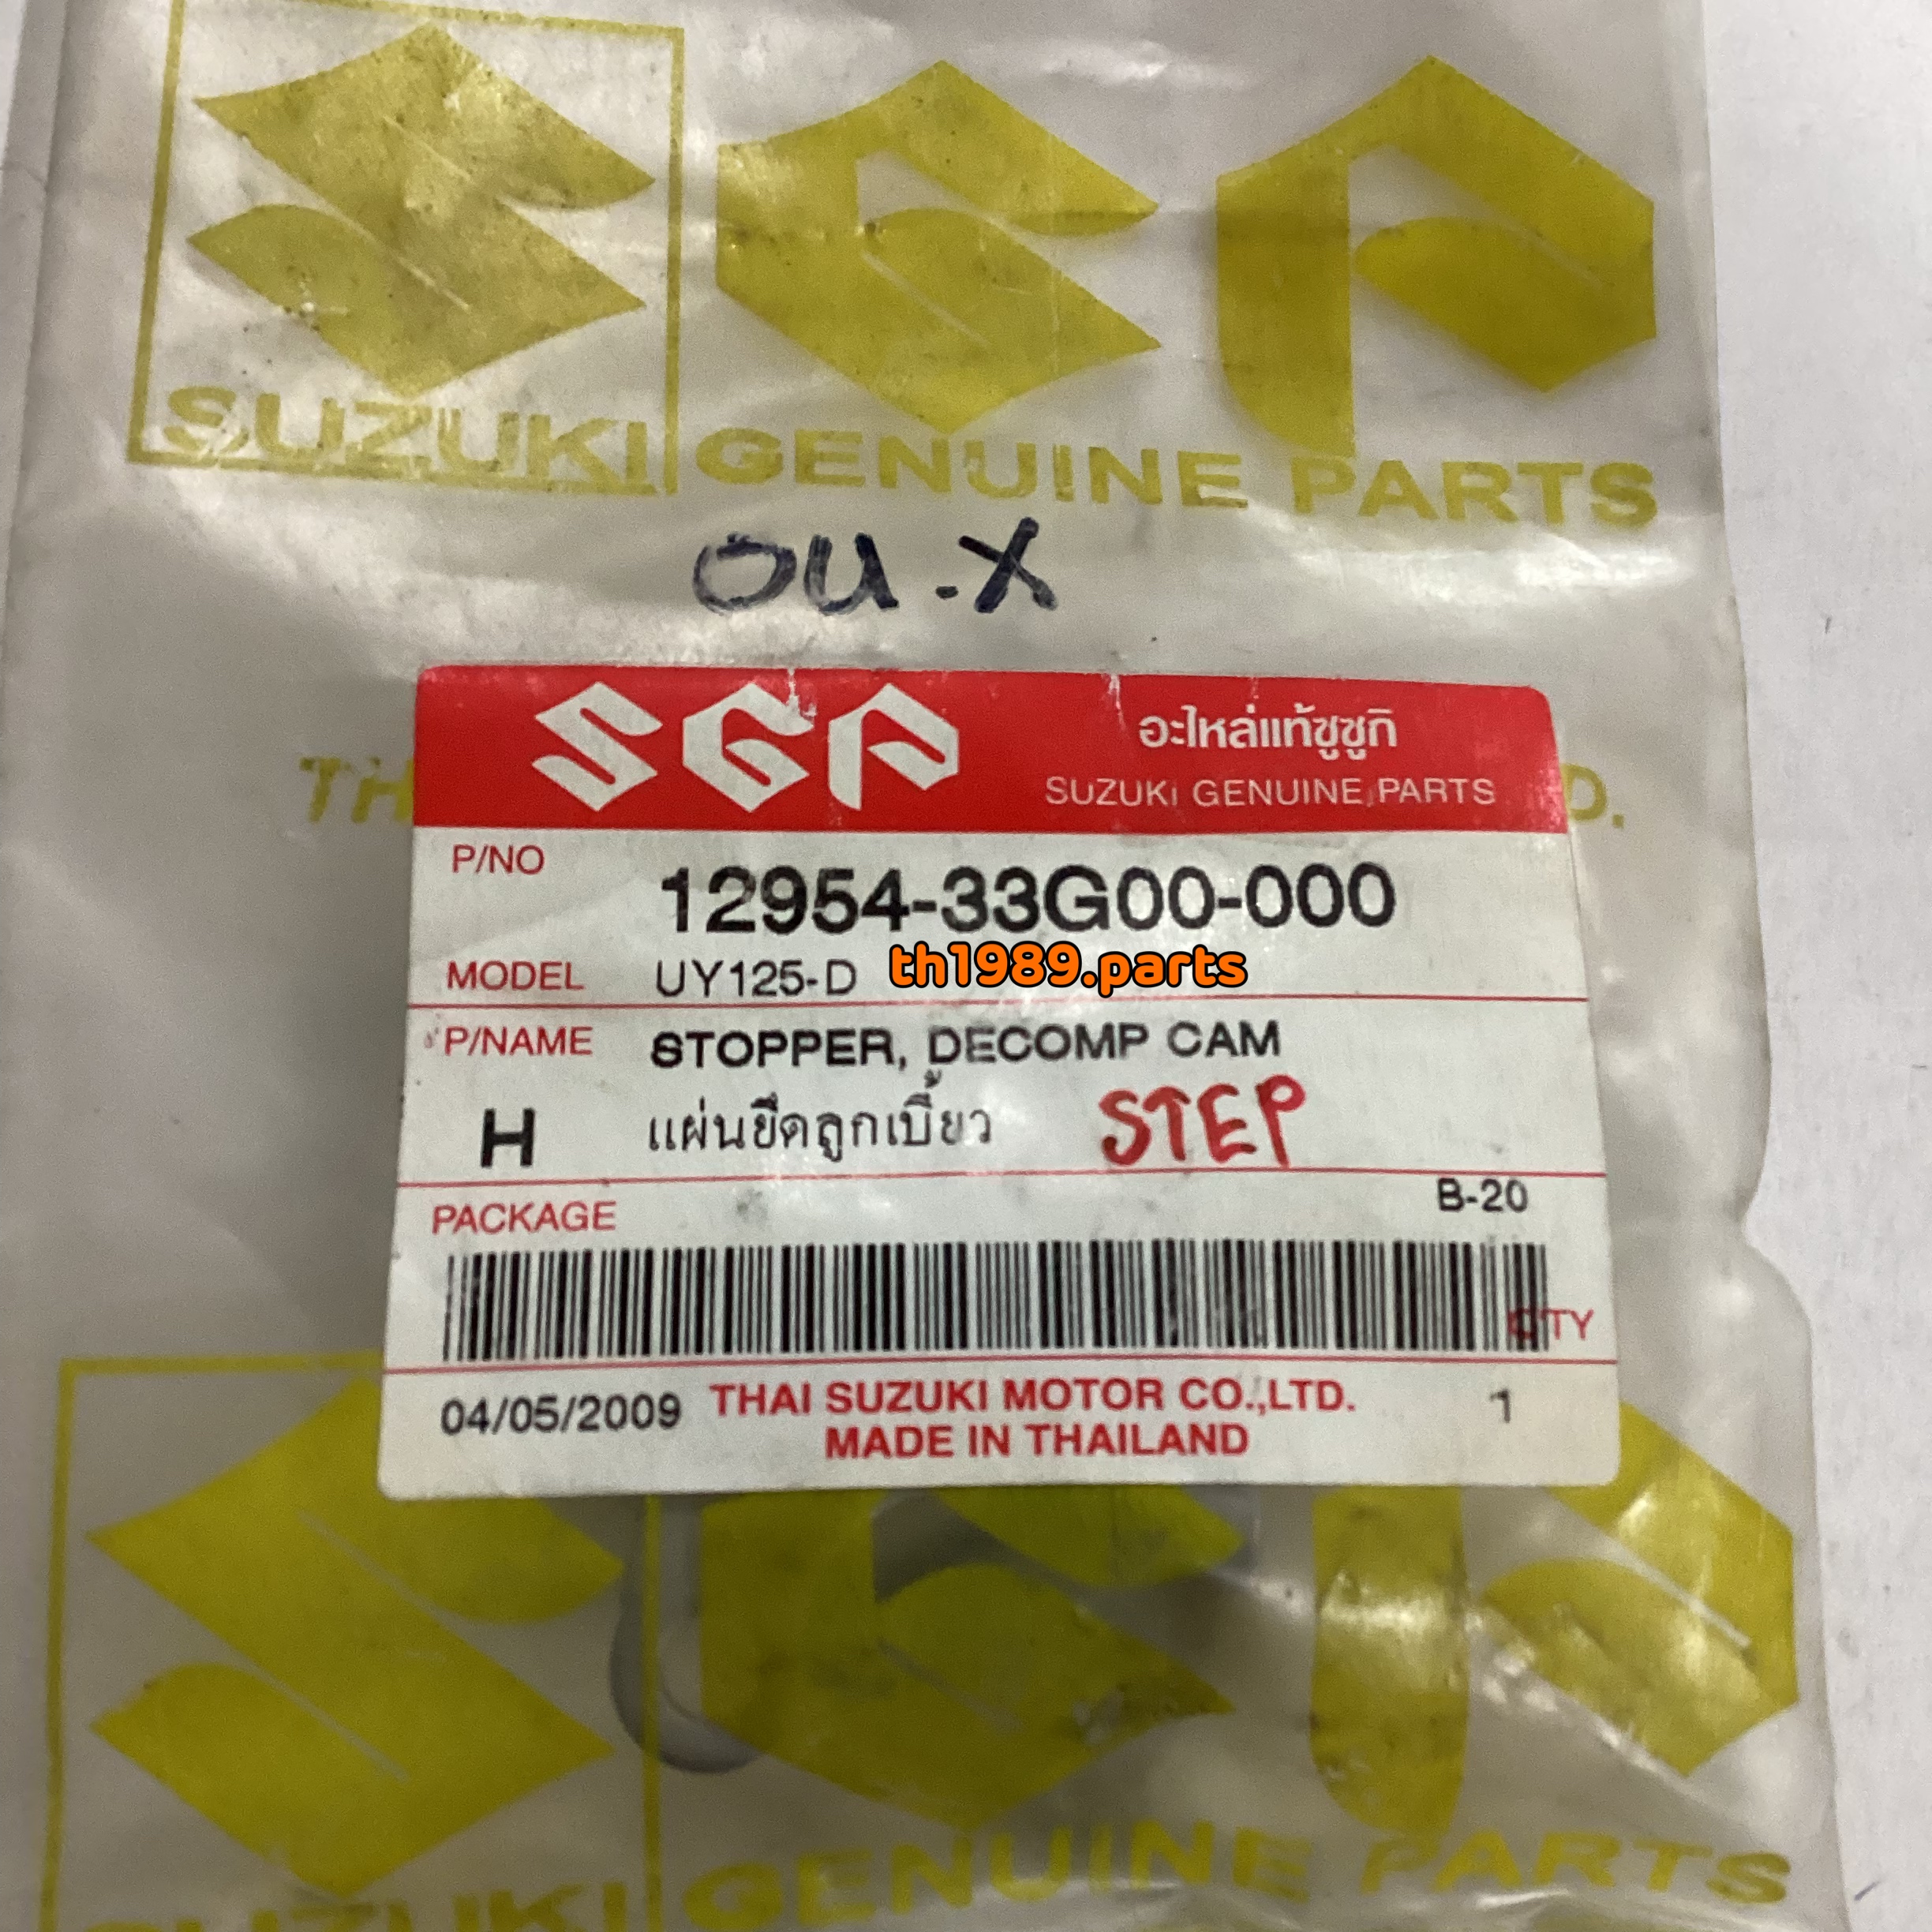 SUZUKI GENUINE PARTS
OU.X
SGP
อะไหล่แท้ซูซูกิ
SUZUKI GENUINE PARTS
TH D.
P/NO
12954-33G00-000
MODEL UY125-D
th1989.parts
P/NAME STOPPER, DECOMP CAM
H แผ่นยึดลูกเบี้ยว STEP
PACKAGE B-20
QTY
04/05/2009 THAI SUZUKI MOTOR CO.,LTD. 1
MADE IN THAILAND
SUZUKI GENUINE PARTS